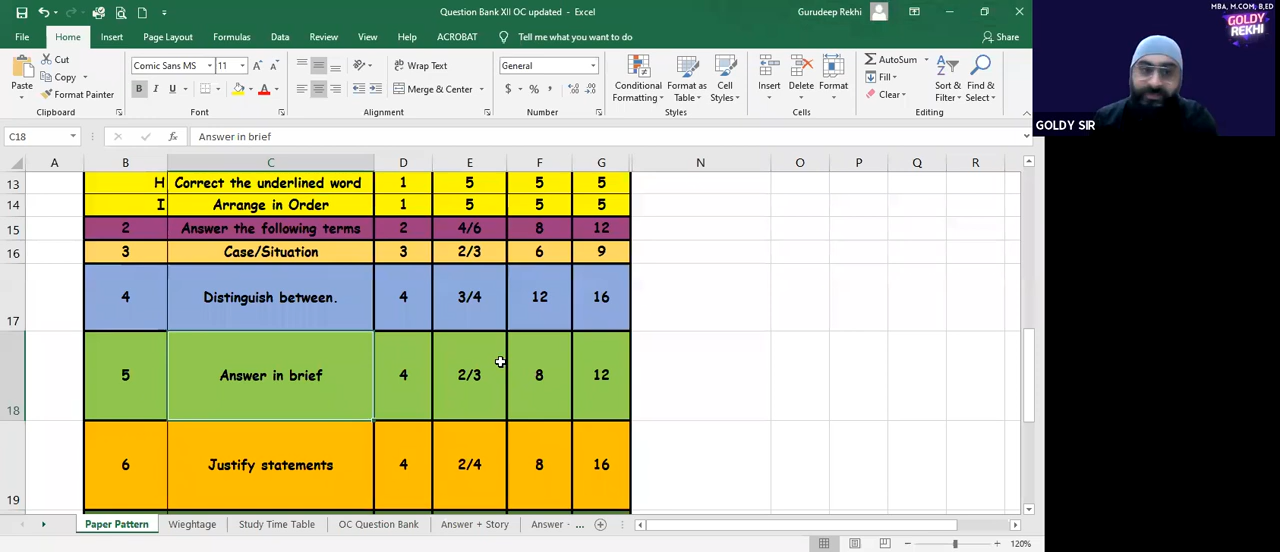 Question Bank XII OC updated - Excel
Gurudeep Rekhi
File Home Insert Page Layout Formulas Data Review View Help ACROBAT Tell me what you want to do Share
Cut
Copy
Format Painter
Paste
Clipboard
Comic Sans MS 11
B I U
Font
Wrap Text
Merge & Center
Alignment
General
$ % ,
Number
Conditional Formatting
Format as Table
Cell Styles
Styles
Insert Delete Format
Cells
AutoSum
Fill
Clear
Sort & Filter
Find & Select
Editing
C18 fx Answer in brief
A B C D E F G N O P Q R
13 H Correct the underlined word 1 5 5 5
14 I Arrange in Order 1 5 5 5
15 2 Answer the following terms 2 4/6 8 12
16 3 Case/Situation 3 2/3 6 9
17 4 Distinguish between. 4 3/4 12 16
18 5 Answer in brief 4 2/3 8 12
19 6 Justify statements 4 2/4 8 16
Paper Pattern Weightage Study Time Table OC Question Bank Answer + Story Answer - ...
120%
MBA, M.COM, B.ED
GOLDY
REKHI
GOLDY SIR